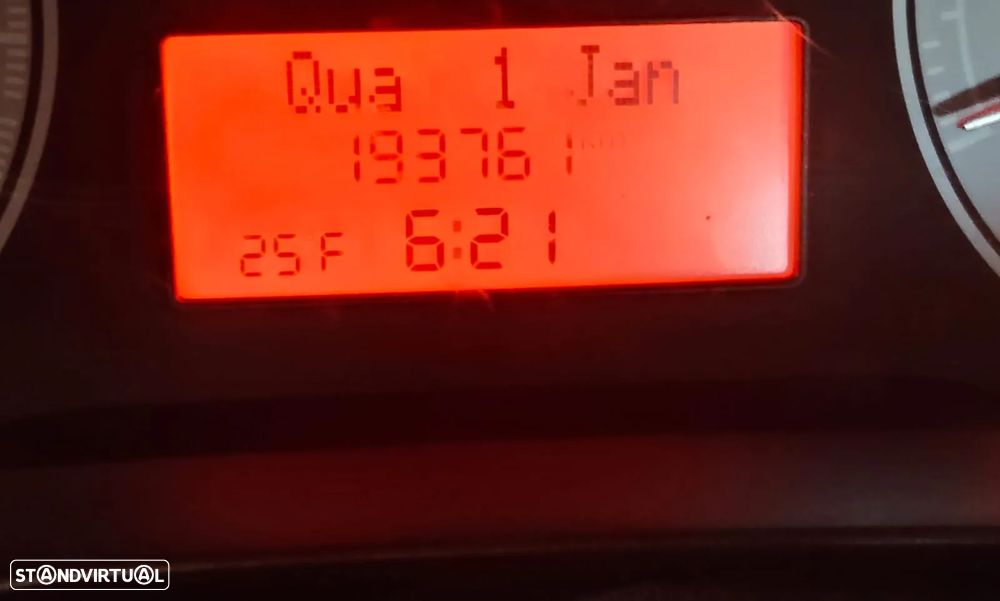 Qua 1 Jan
193761 km
25F 6:21
STANDVIRTUAL